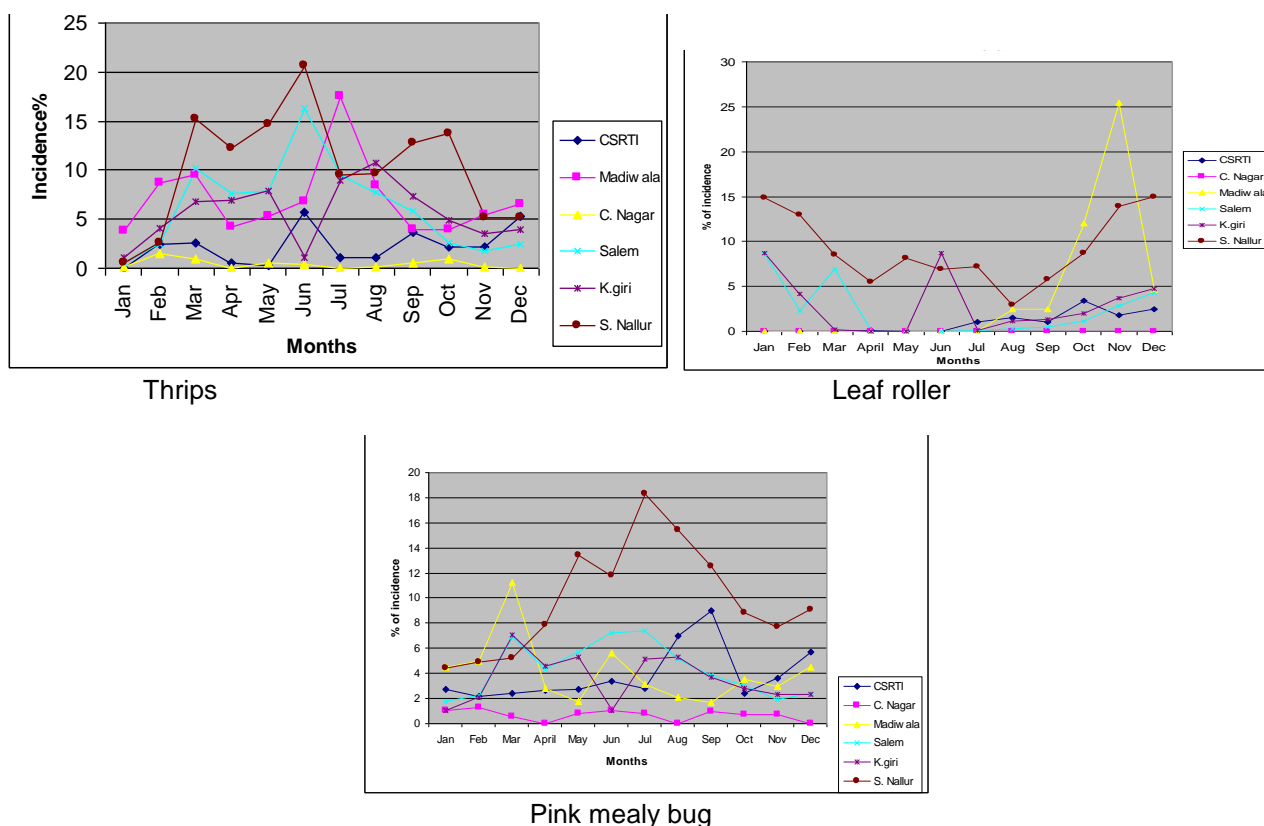 25
20
15
10
5
0
Incidence%
Jan Feb Mar Apr May Jun Jul Aug Sep Oct Nov Dec
Months
CSRTI
Madiw ala
C. Nagar
Salem
K.giri
S. Nallur
Thrips
30
25
20
15
10
5
0
% of incidence
Jan Feb Mar April May Jun Jul Aug Sep Oct Nov Dec
Months
CSRTI
C. Nagar
Madiw ala
Salem
K.giri
S. Nallur
Leaf roller
20
18
16
14
12
10
8
6
4
2
0
% of incidence
Jan Feb Mar April May Jun Jul Aug Sep Oct Nov Dec
Months
CSRTI
C. Nagar
Madiw ala
Salem
K.giri
S. Nallur
Pink mealy bug